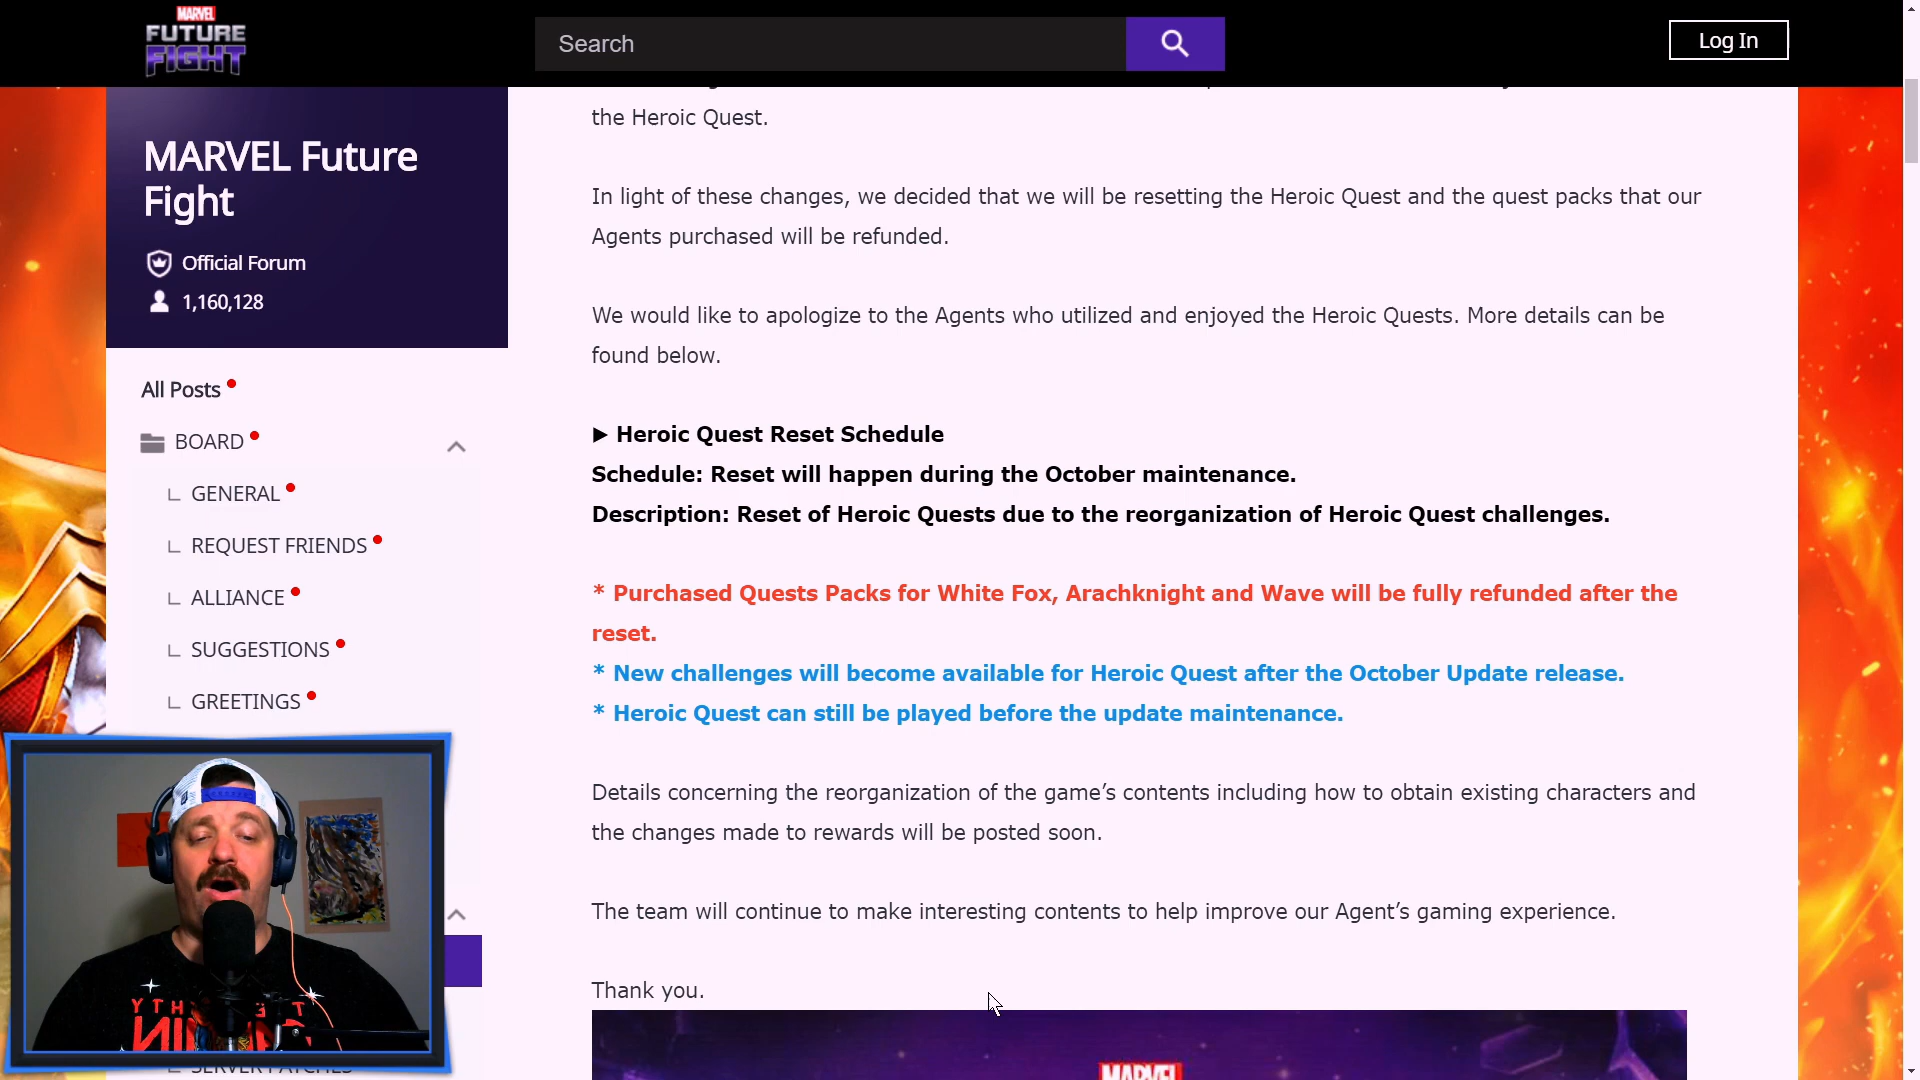 MARVEL
FUTURE
FIGHT
Search
Log In
MARVEL Future
Fight
Official Forum
1,160,128
All Posts
BOARD
GENERAL
REQUEST FRIENDS
ALLIANCE
SUGGESTIONS
GREETINGS
SERVER PATCHES
the Heroic Quest.
In light of these changes, we decided that we will be resetting the Heroic Quest and the quest packs that our
Agents purchased will be refunded.
We would like to apologize to the Agents who utilized and enjoyed the Heroic Quests. More details can be
found below.
▶ Heroic Quest Reset Schedule
Schedule: Reset will happen during the October maintenance.
Description: Reset of Heroic Quests due to the reorganization of Heroic Quest challenges.
* Purchased Quests Packs for White Fox, Arachknight and Wave will be fully refunded after the
reset.
* New challenges will become available for Heroic Quest after the October Update release.
* Heroic Quest can still be played before the update maintenance.
Details concerning the reorganization of the game’s contents including how to obtain existing characters and
the changes made to rewards will be posted soon.
The team will continue to make interesting contents to help improve our Agent’s gaming experience.
Thank you.
MARVEL